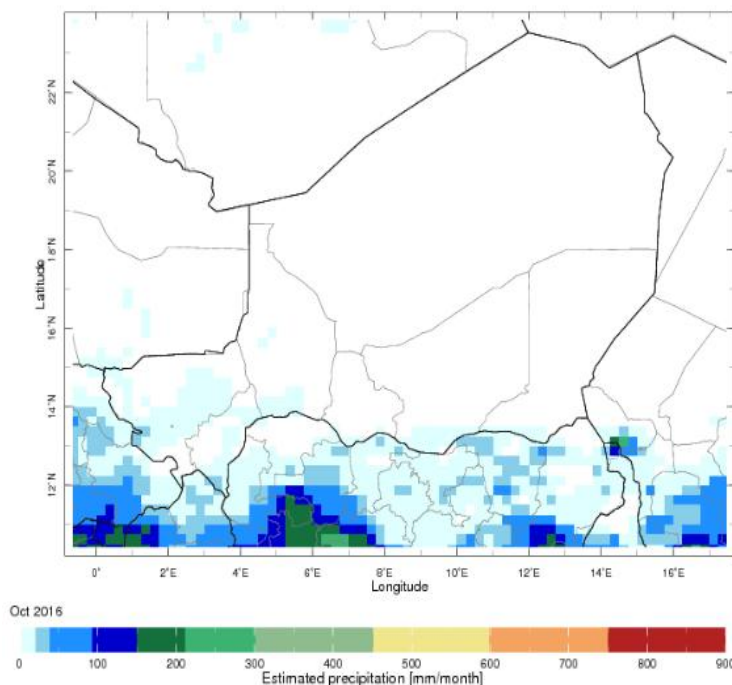 22°N
20°N
18°N
16°N
14°N
12°N
Latitude
0° 2°E 4°E 6°E 8°E 10°E 12°E 14°E 16°E
Longitude
Oct 2016
0 100 200 300 400 500 600 700 800 900
Estimated precipitation [mm/month]